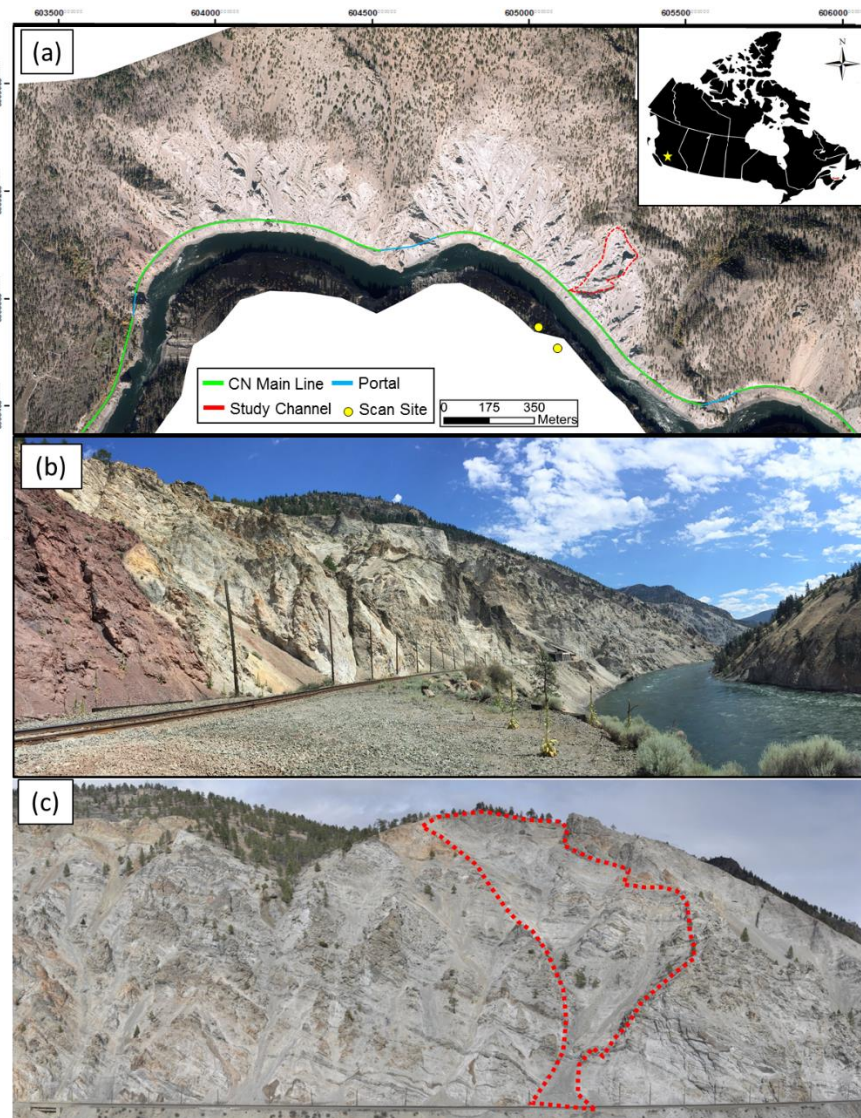 603500 604000 604500 605000 605500 606000
(a)
N
CN Main Line Portal
Study Channel Scan Site
0 175 350
Meters
(b)
(c)